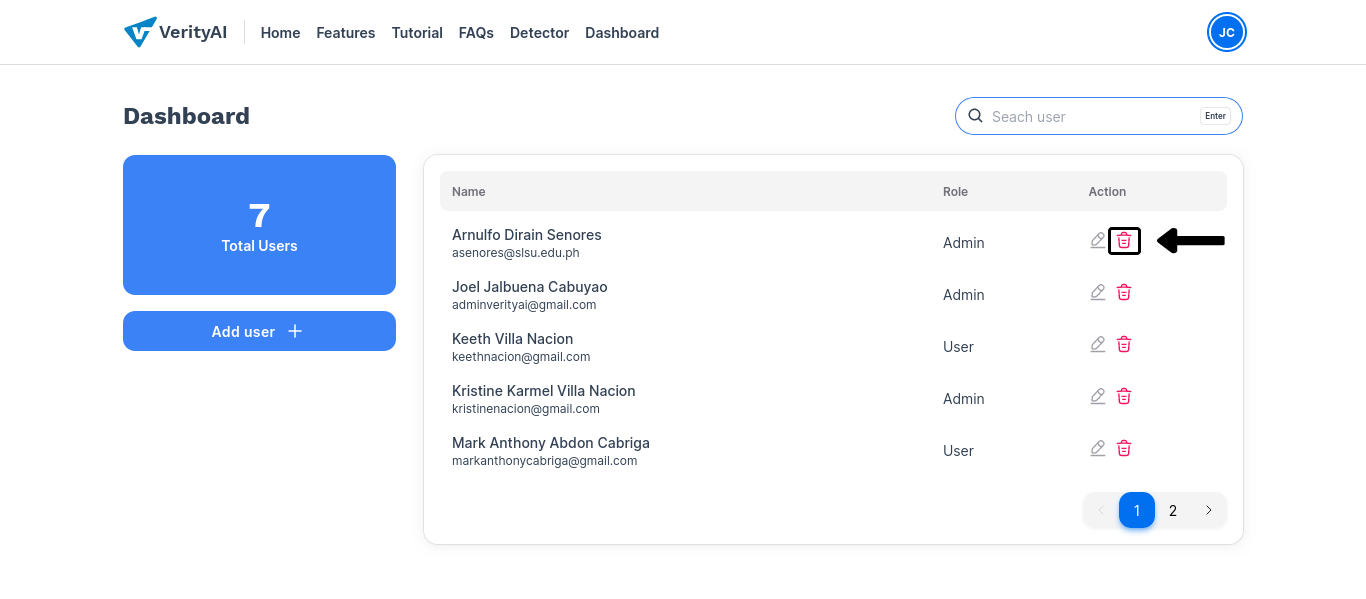 VerityAI Home Features Tutorial FAQs Detector Dashboard JC
Dashboard
Seach user Enter
7
Total Users
Add user
Name Role Action
Arnulfo Dirain Senores
asenores@slsu.edu.ph
Admin
Joel Jalbuena Cabuyao
adminverityai@gmail.com
Admin
Keeth Villa Nacion
keethnacion@gmail.com
User
Kristine Karmel Villa Nacion
kristinenacion@gmail.com
Admin
Mark Anthony Abdon Cabriga
markanthonycabriga@gmail.com
User
1 2